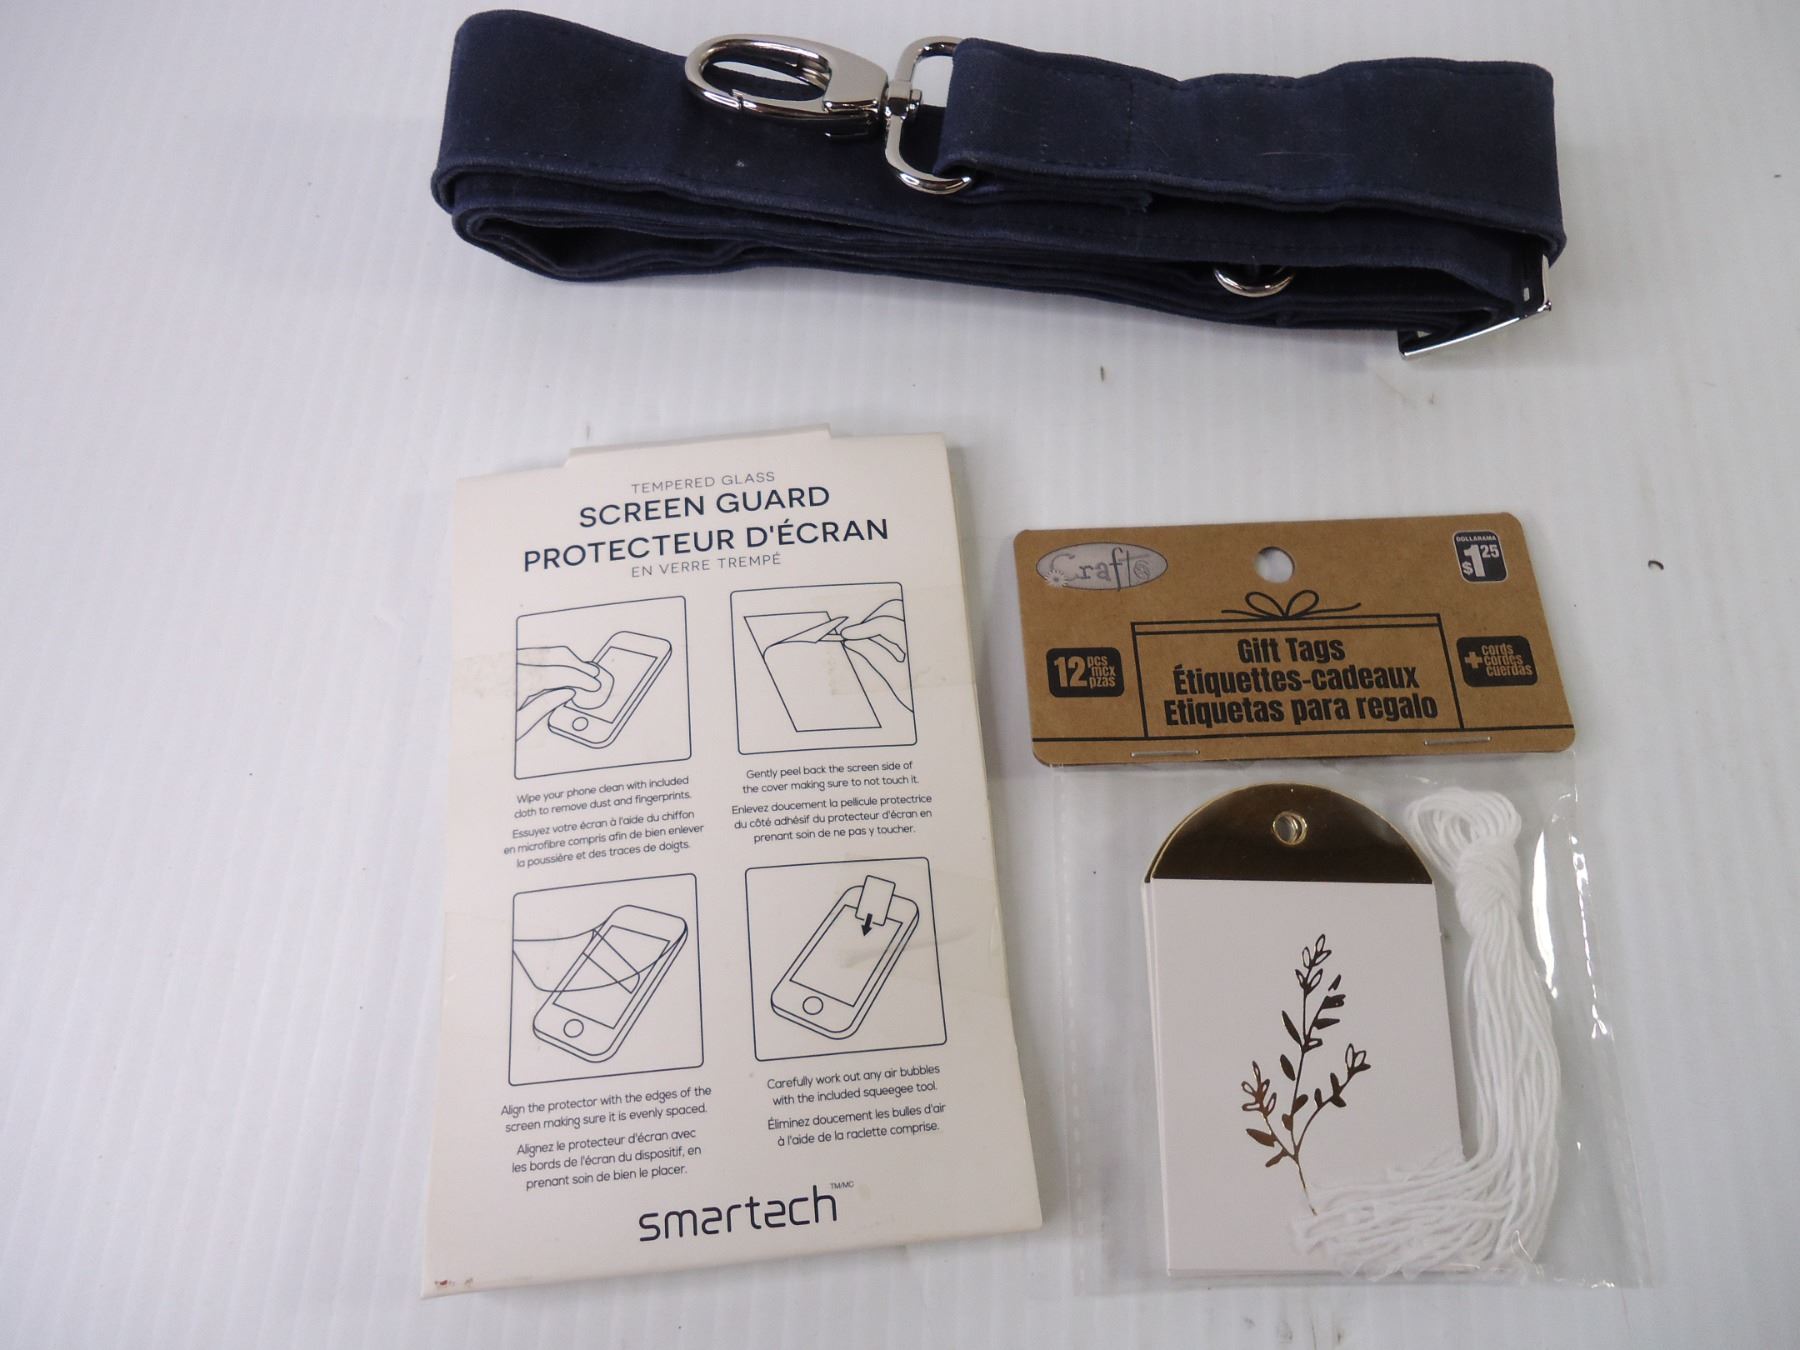 TEMPERED GLASS
SCREEN GUARD
PROTECTEUR D'ÉCRAN
EN VERRE TREMPÉ
Wipe your phone clean with included
cloth to remove dust and fingerprints.
Essuyez votre écran à l'aide du chiffon
en microfibre compris afin de bien enlever
la poussière et des traces de doigts.
Gently peel back the screen side of
the cover making sure to not touch it.
Enlevez doucement la pellicule protectrice
du côté adhésif du protecteur d'écran en
prenant soin de ne pas y toucher.
Align the protector with the edges of the
screen making sure it is evenly spaced.
Alignez le protecteur d'écran avec
les bords de l'écran du dispositif, en
prenant soin de bien le placer.
Carefully work out any air bubbles
with the included squeegee tool.
Éliminez doucement les bulles d'air
à l'aide de la raclette comprise.
smartech TM/MC
Craft
DOLLARAMA
$1.25
Gift Tags
Étiquettes-cadeaux
Etiquetas para regalo
12 pcs
mcx
pzas
+ cords
cordes
cuerdas